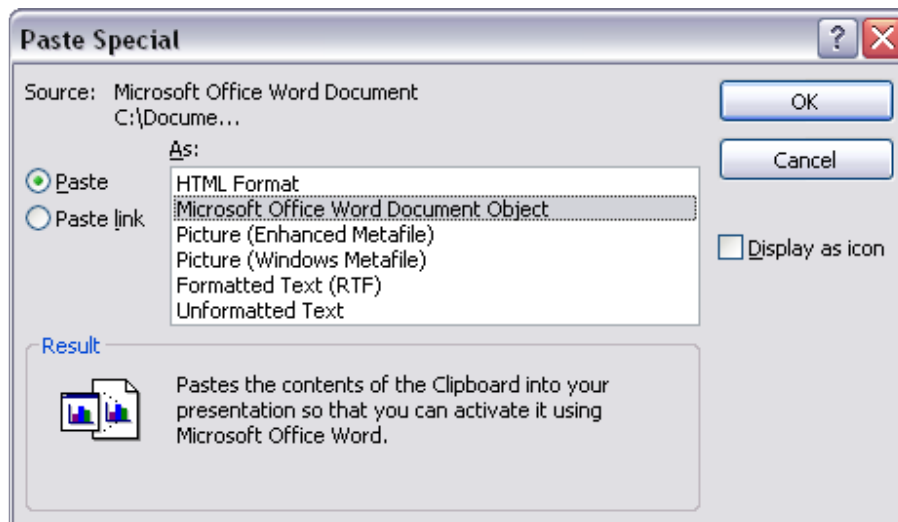 Paste Special
Source: Microsoft Office Word Document
C:\Docume...
As:
Paste
Paste link
HTML Format
Microsoft Office Word Document Object
Picture (Enhanced Metafile)
Picture (Windows Metafile)
Formatted Text (RTF)
Unformatted Text
OK
Cancel
Display as icon
Result
Pastes the contents of the Clipboard into your
presentation so that you can activate it using
Microsoft Office Word.